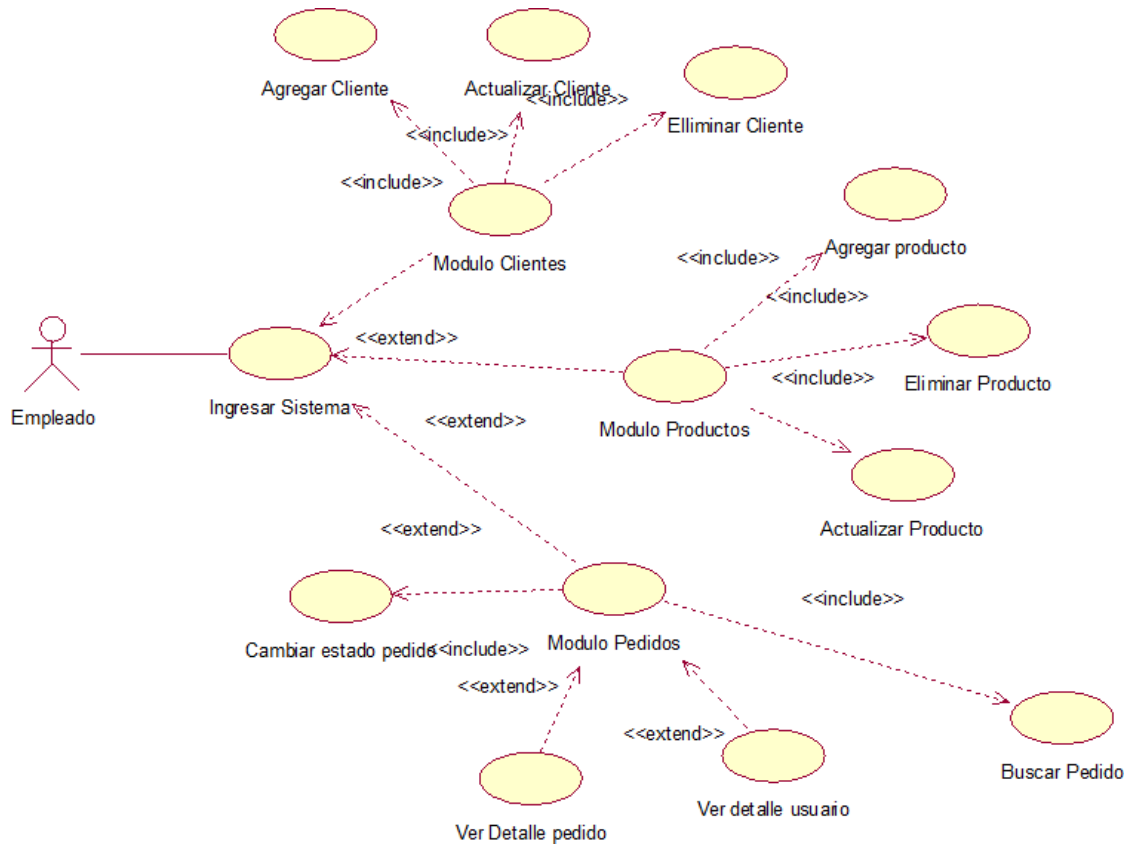 Agregar Cliente
Actualizar Cliente
<<include>>
Elliminar Cliente
<<include>>
<<include>>
Modulo Clientes
Agregar producto
<<include>>
<<include>>
<<extend>>
Eliminar Producto
<<include>>
Ingresar Sistema
Empleado
<<extend>>
Modulo Productos
Actualizar Producto
<<extend>>
<<include>>
Cambiar estado pedido
<<include>>
Modulo Pedidos
<<extend>>
<<extend>>
Buscar Pedido
Ver detalle usuario
Ver Detalle pedido